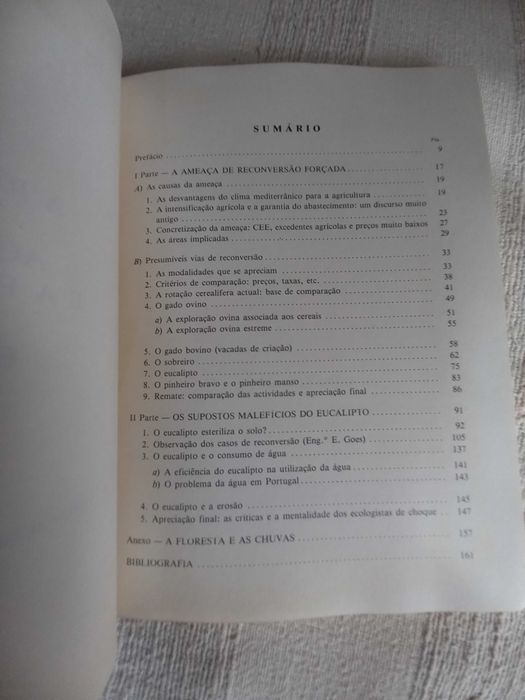 SUMÁRIO
Pág.
Prefácio 9
I Parte — A AMEAÇA DE RECONVERSÃO FORÇADA 17
A) As causas da ameaça 19
1. As desvantagens do clima mediterrânico para a agricultura 19
2. A intensificação agrícola e a garantia do abastecimento: um discurso muito
antigo 23
3. Concretização da ameaça: CEE, excedentes agrícolas e preços muito baixos 27
4. As áreas implicadas 29
B) Presumíveis vias de reconversão 33
1. As modalidades que se apreciam 33
2. Critérios de comparação: preços, taxas, etc. 38
3. A rotação cerealífera actual: base de comparação 41
4. O gado ovino 49
a) A exploração ovina associada aos cereais 51
b) A exploração ovina estreme 55
5. O gado bovino (vacadas de criação) 58
6. O sobreiro 62
7. O eucalipto 75
8. O pinheiro bravo e o pinheiro manso 83
9. Remate: comparação das actividades e apreciação final 86
II Parte — OS SUPOSTOS MALEFÍCIOS DO EUCALIPTO 91
1. O eucalipto esteriliza o solo? 92
2. Observação dos casos de reconversão (Eng.º E. Goes) 105
3. O eucalipto e o consumo de água 137
a) A eficiência do eucalipto na utilização da água 141
b) O problema da água em Portugal 143
4. O eucalipto e a erosão 145
5. Apreciação final: as críticas e a mentalidade dos ecologistas de choque 147
Anexo — A FLORESTA E AS CHUVAS 157
BIBLIOGRAFIA 161